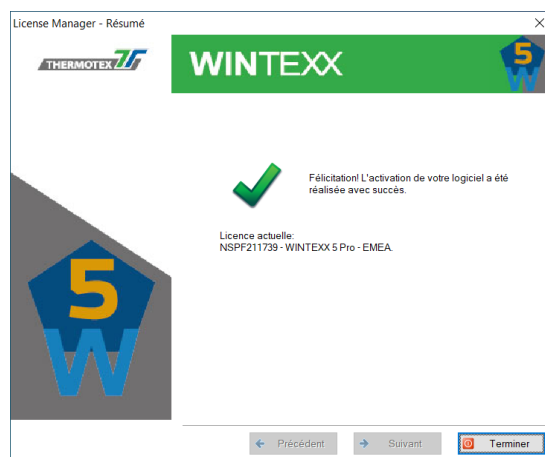 License Manager - Résumé
THERMOTEX
WINTEXX
5
W
Félicitation! L'activation de votre logiciel a été
réalisée avec succès.
Licence actuelle:
NSPF211739 - WINTEXX 5 Pro - EMEA.
5
W
Précédent
Suivant
Terminer